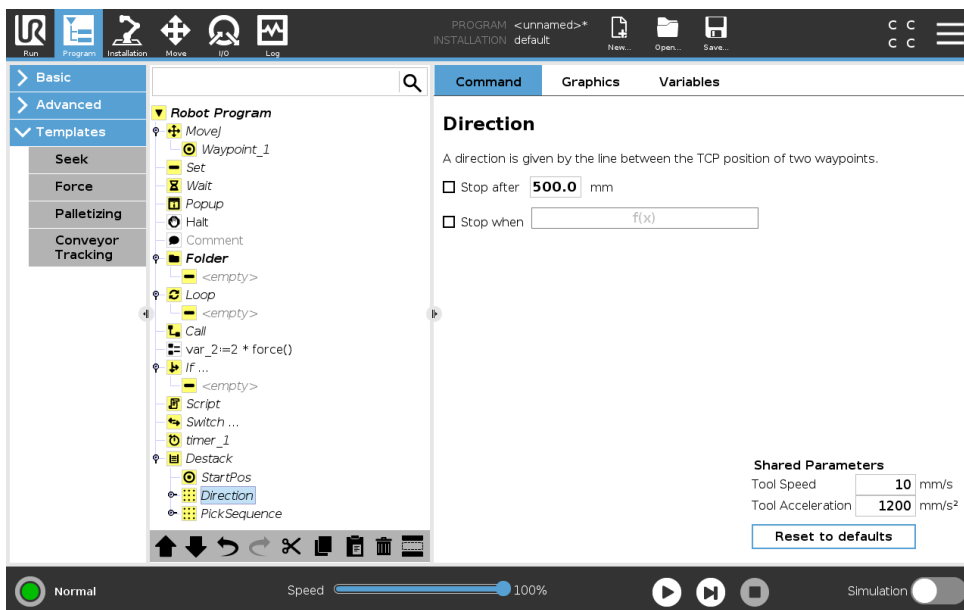 PROGRAM <unnamed>*
INSTALLATION default
UR
Run
Program
Installation
Move
I/O
Log
New...
Open...
Save...
C C
C C
Basic
Advanced
Templates
Seek
Force
Palletizing
Conveyor
Tracking
Robot Program
MoveJ
Waypoint_1
Set
Wait
Popup
Halt
Comment
Folder
<empty>
Loop
<empty>
Call
var_2:=2 * force()
If ...
<empty>
Script
Switch ...
timer_1
Destack
StartPos
Direction
PickSequence
Command Graphics Variables
Direction
A direction is given by the line between the TCP position of two waypoints.
Stop after 500.0 mm
Stop when f(x)
Shared Parameters
Tool Speed 10 mm/s
Tool Acceleration 1200 mm/s²
Reset to defaults
Normal
Speed 100%
Simulation